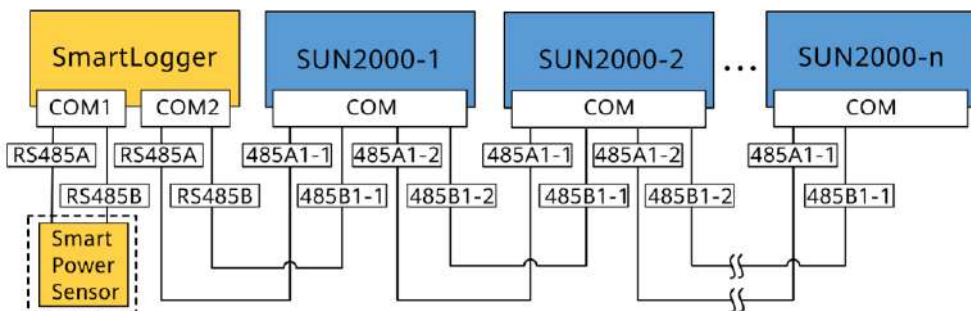 SmartLogger
SUN2000-1
SUN2000-2
...
SUN2000-n
COM1
COM2
COM
COM
COM
RS485A
RS485A
485A1-1
485A1-2
485A1-1
485A1-2
485A1-1
RS485B
RS485B
485B1-1
485B1-2
485B1-1
485B1-2
485B1-1
Smart
Power
Sensor